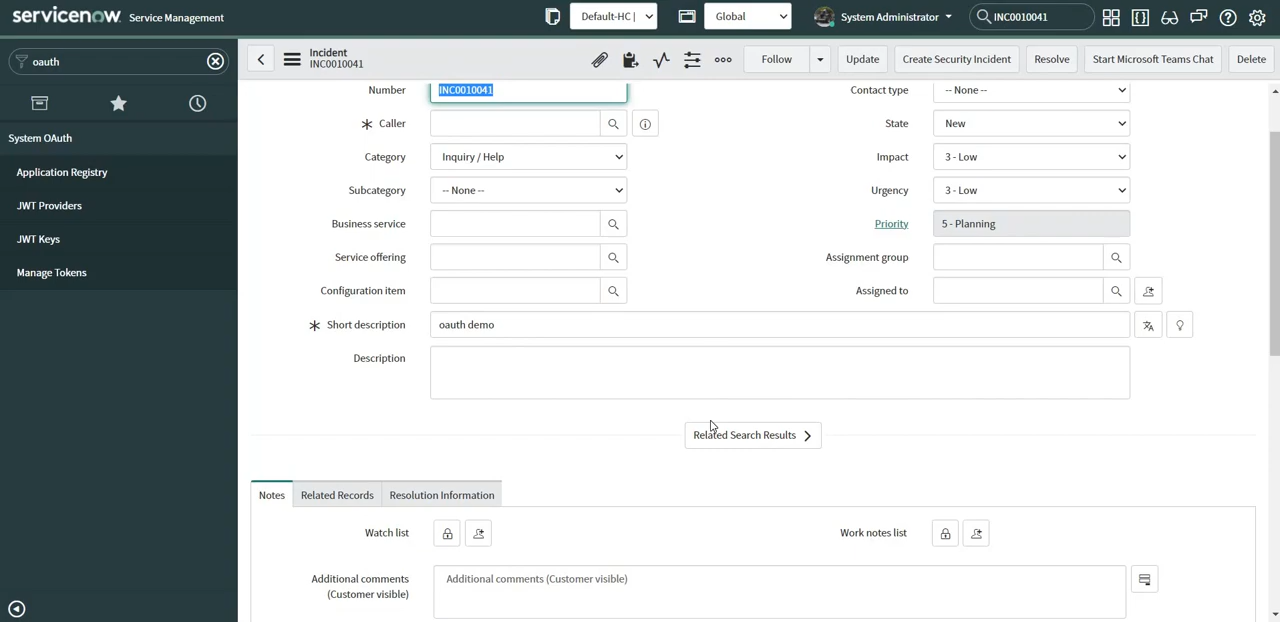 servicenow Service Management
Default-HC |
Global
System Administrator
INC0010041
oauth
Incident
INC0010041
Follow
Update
Create Security Incident
Resolve
Start Microsoft Teams Chat
Delete
System OAuth
Application Registry
JWT Providers
JWT Keys
Manage Tokens
Number
INC0010041
Contact type
-- None --
Caller
State
New
Category
Inquiry / Help
Impact
3 - Low
Subcategory
-- None --
Urgency
3 - Low
Business service
Priority
5 - Planning
Service offering
Assignment group
Configuration item
Assigned to
Short description
oauth demo
Description
Related Search Results
Notes
Related Records
Resolution Information
Watch list
Work notes list
Additional comments
(Customer visible)
Additional comments (Customer visible)